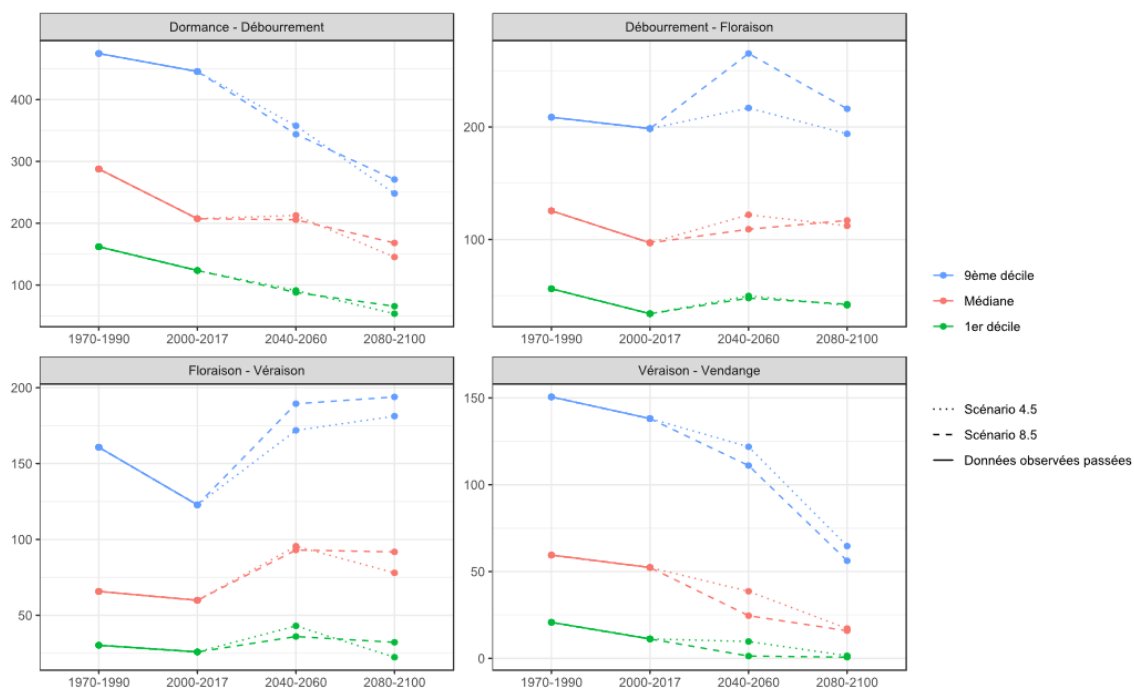 Dormance - Débourrement
Débourrement - Floraison
400
300
200
100
1970-1990 2000-2017 2040-2060 2080-2100
200
100
1970-1990 2000-2017 2040-2060 2080-2100
Floraison - Véraison
Véraison - Vendange
200
150
100
50
1970-1990 2000-2017 2040-2060 2080-2100
150
100
50
0
1970-1990 2000-2017 2040-2060 2080-2100
9ème décile
Médiane
1er décile
Scénario 4.5
Scénario 8.5
Données observées passées